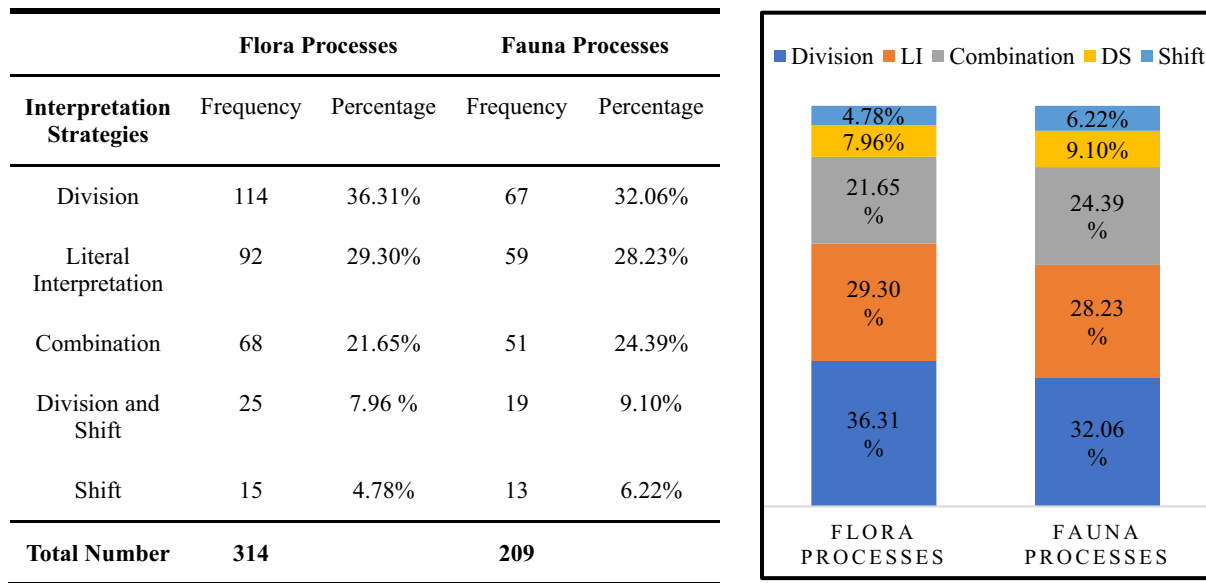 Flora Processes Fauna Processes
Interpretation Strategies Frequency Percentage Frequency Percentage
Division 114 36.31% 67 32.06%
Literal Interpretation 92 29.30% 59 28.23%
Combination 68 21.65% 51 24.39%
Division and Shift 25 7.96 % 19 9.10%
Shift 15 4.78% 13 6.22%
Total Number 314 209
Division LI Combination DS Shift
4.78% 6.22%
7.96% 9.10%
21.65 % 24.39 %
29.30 % 28.23 %
36.31 % 32.06 %
FLORA PROCESSES FAUNA PROCESSES